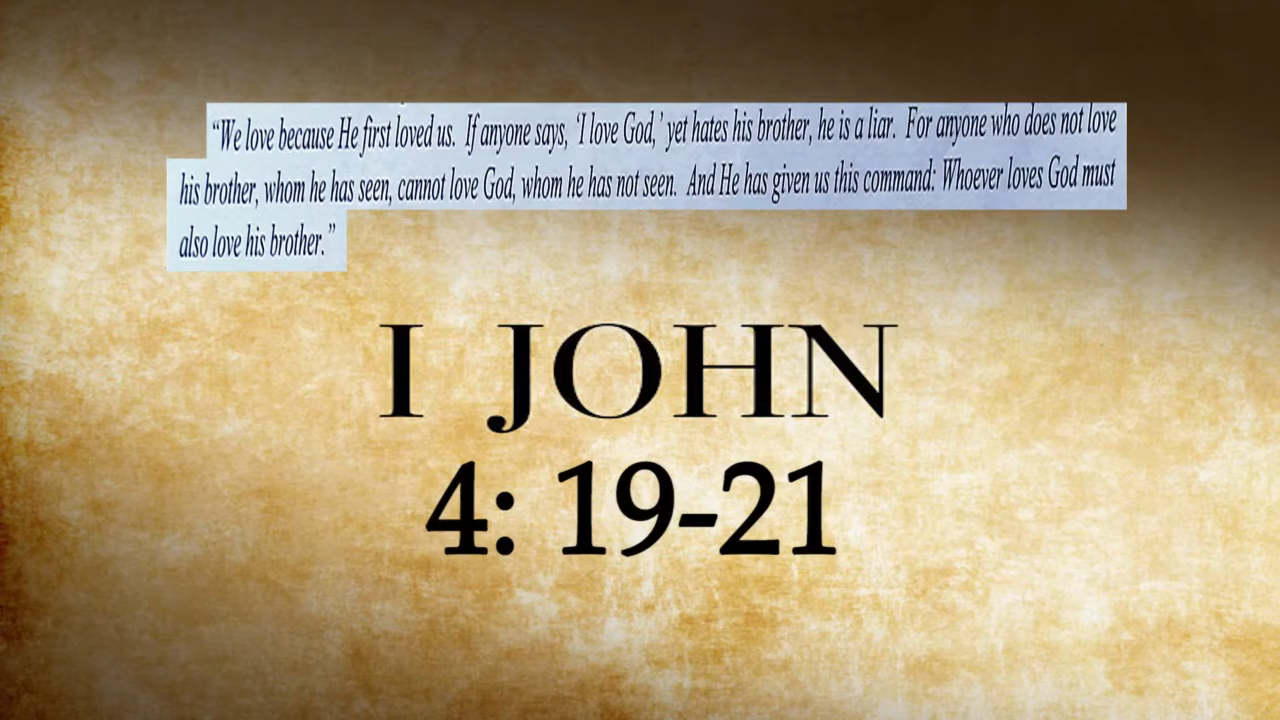 “We love because He first loved us. If anyone says, ‘I love God,’ yet hates his brother, he is a liar. For anyone who does not love
his brother, whom he has seen, cannot love God, whom he has not seen. And He has given us this command: Whoever loves God must
also love his brother.”
I JOHN
4: 19-21